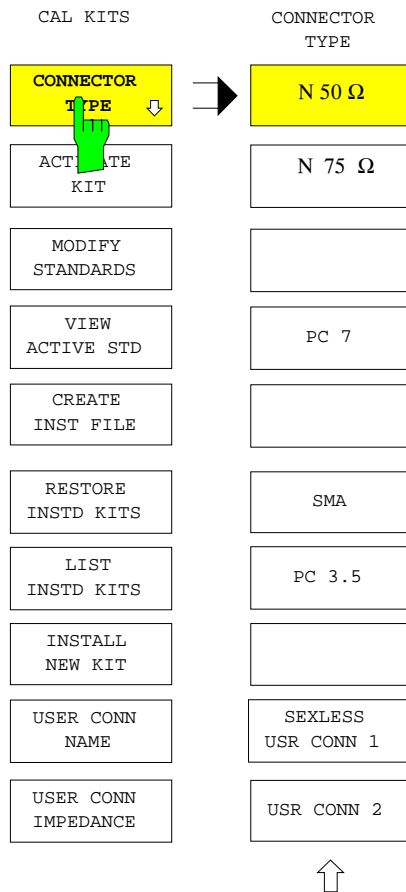 CAL KITS
CONNECTOR
TYPE
ACTIVATE
KIT
MODIFY
STANDARDS
VIEW
ACTIVE STD
CREATE
INST FILE
RESTORE
INSTD KITS
LIST
INSTD KITS
INSTALL
NEW KIT
USER CONN
NAME
USER CONN
IMPEDANCE
CONNECTOR
TYPE
N 50 Ω
N 75 Ω
PC 7
SMA
PC 3.5
SEXLESS
USR CONN 1
USR CONN 2